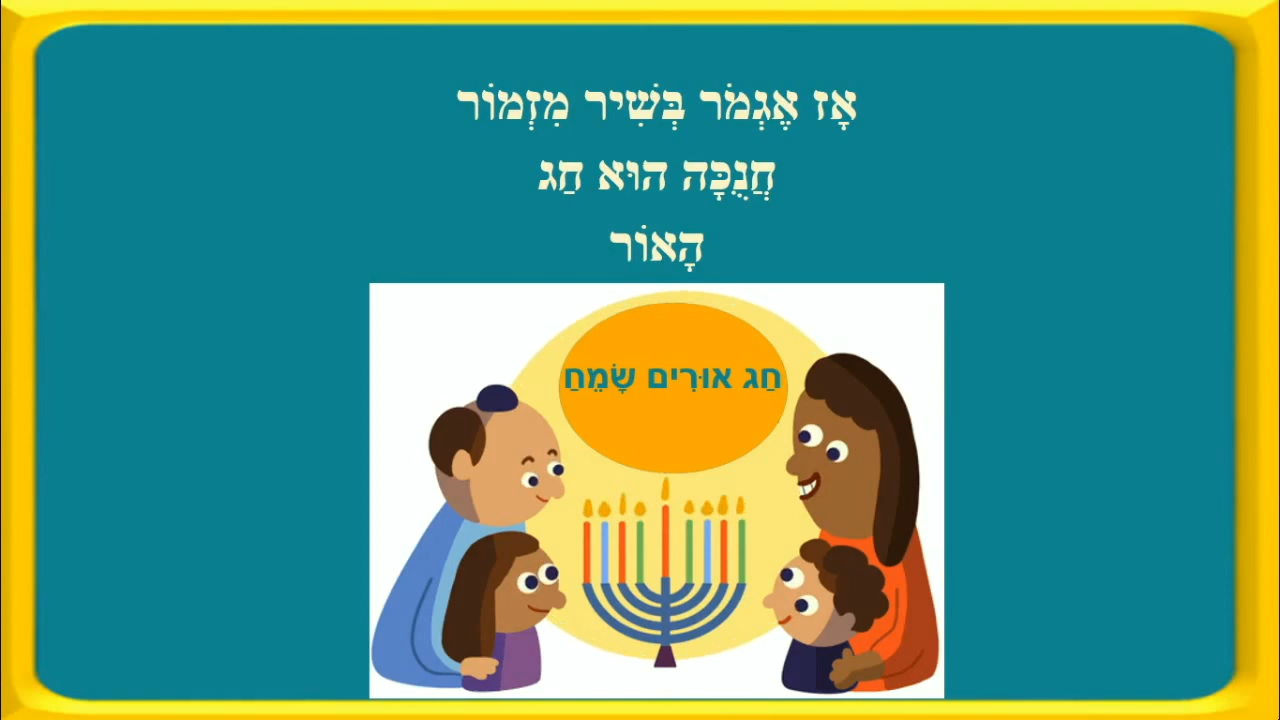 אָז אֶגְמֹר בְּשִׁיר מִזְמוֹר
חֲנֻכָּה הוּא חַג
הָאוֹר
חַג אוּרִים שָׂמֵחַ